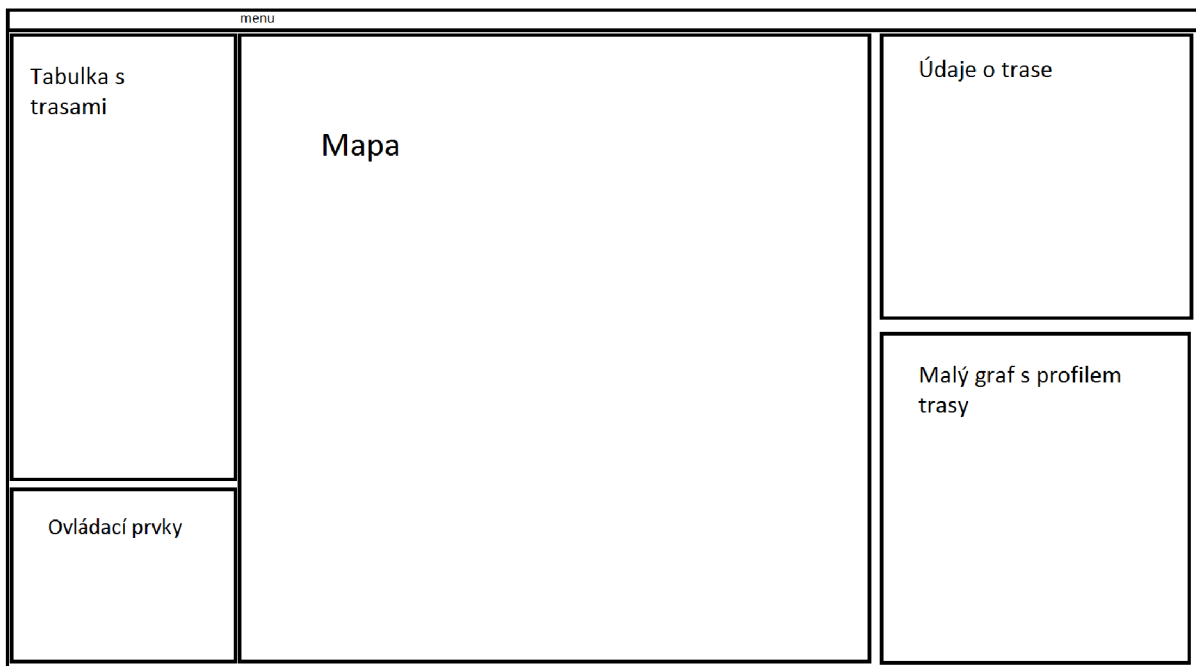 menu
Tabulka s
trasami
Ovládací prvky
Mapa
Údaje o trase
Malý graf s profilem
trasy